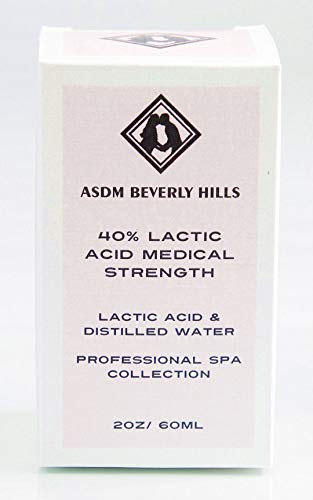 ASDM BEVERLY HILLS
40% LACTIC
ACID MEDICAL
STRENGTH
LACTIC ACID &
DISTILLED WATER
PROFESSIONAL SPA
COLLECTION
2OZ/ 60ML